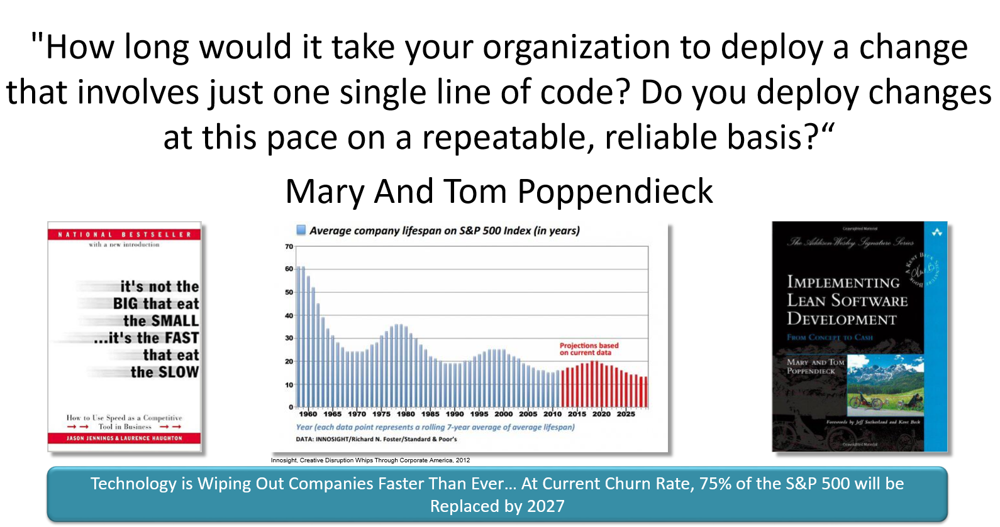 "How long would it take your organization to deploy a change
that involves just one single line of code? Do you deploy changes
at this pace on a repeatable, reliable basis?“
Mary And Tom Poppendieck
NATIONAL BESTSELLER
with a new introduction
it's not the
BIG that eat
the SMALL
...it's the FAST
that eat
the SLOW
How to Use Speed as a Competitive
→ → Tool in Business → →
JASON JENNINGS & LAURENCE HAUGHTON
Average company lifespan on S&P 500 Index (in years)
70
60
50
40
30
20
10
0
Projections based
on current data
1960 1965 1970 1975 1980 1985 1990 1995 2000 2005 2010 2015 2020 2025
Year (each data point represents a rolling 7-year average of average lifespan)
DATA: INNOSIGHT/Richard N. Foster/Standard & Poor's
Innosight, Creative Disruption Whips Through Corporate America, 2012
Copyrighted Material
The Addison Wesley Signature Series
A KENT BECK SIGNATURE BOOK
IMPLEMENTING
LEAN SOFTWARE
DEVELOPMENT
FROM CONCEPT TO CASH
MARY AND TOM
POPPENDIECK
Forewords by Jeff Sutherland and Kent Beck
Copyrighted Material
Technology is Wiping Out Companies Faster Than Ever... At Current Churn Rate, 75% of the S&P 500 will be
Replaced by 2027